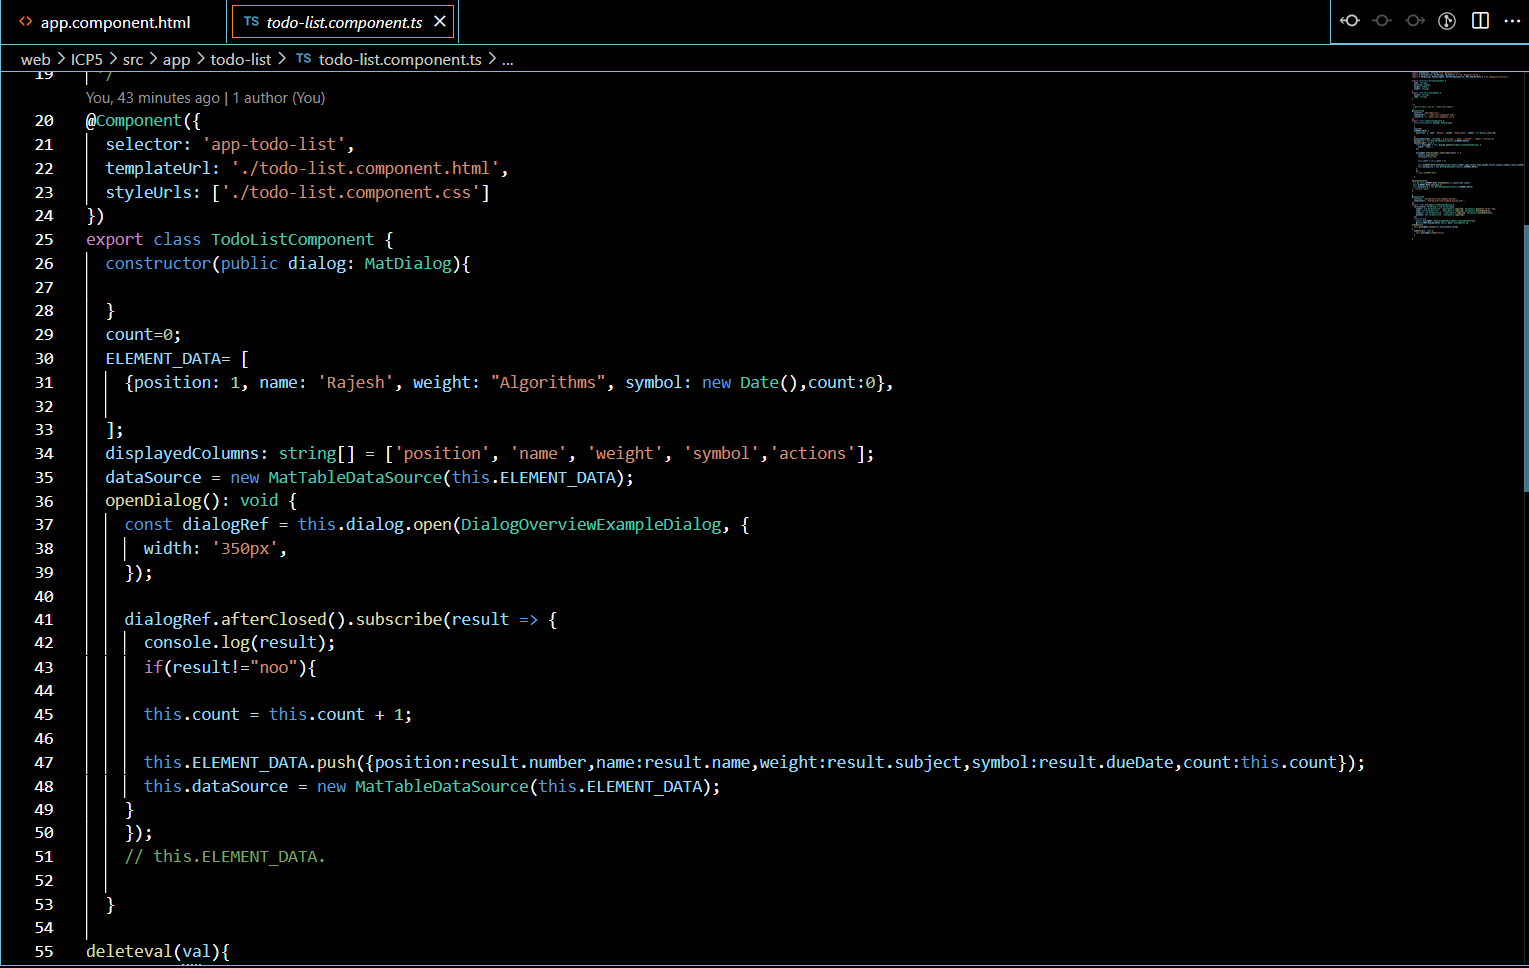 <> app.component.html
TS todo-list.component.ts ×
web > ICP5 > src > app > todo-list > TS todo-list.component.ts > ...
19 */
You, 43 minutes ago | 1 author (You)
20 @Component({
21   selector: 'app-todo-list',
22   templateUrl: './todo-list.component.html',
23   styleUrls: ['./todo-list.component.css']
24 })
25 export class TodoListComponent {
26   constructor(public dialog: MatDialog){
27
28   }
29   count=0;
30   ELEMENT_DATA= [
31     {position: 1, name: 'Rajesh', weight: "Algorithms", symbol: new Date(),count:0},
32
33   ];
34   displayedColumns: string[] = ['position', 'name', 'weight', 'symbol','actions'];
35   dataSource = new MatTableDataSource(this.ELEMENT_DATA);
36   openDialog(): void {
37     const dialogRef = this.dialog.open(DialogOverviewExampleDialog, {
38       width: '350px',
39     });
40
41     dialogRef.afterClosed().subscribe(result => {
42       console.log(result);
43       if(result!="noo"){
44
45       this.count = this.count + 1;
46
47       this.ELEMENT_DATA.push({position:result.number,name:result.name,weight:result.subject,symbol:result.dueDate,count:this.count});
48       this.dataSource = new MatTableDataSource(this.ELEMENT_DATA);
49     }
50     });
51     // this.ELEMENT_DATA.
52
53   }
54
55 deleteval(val){